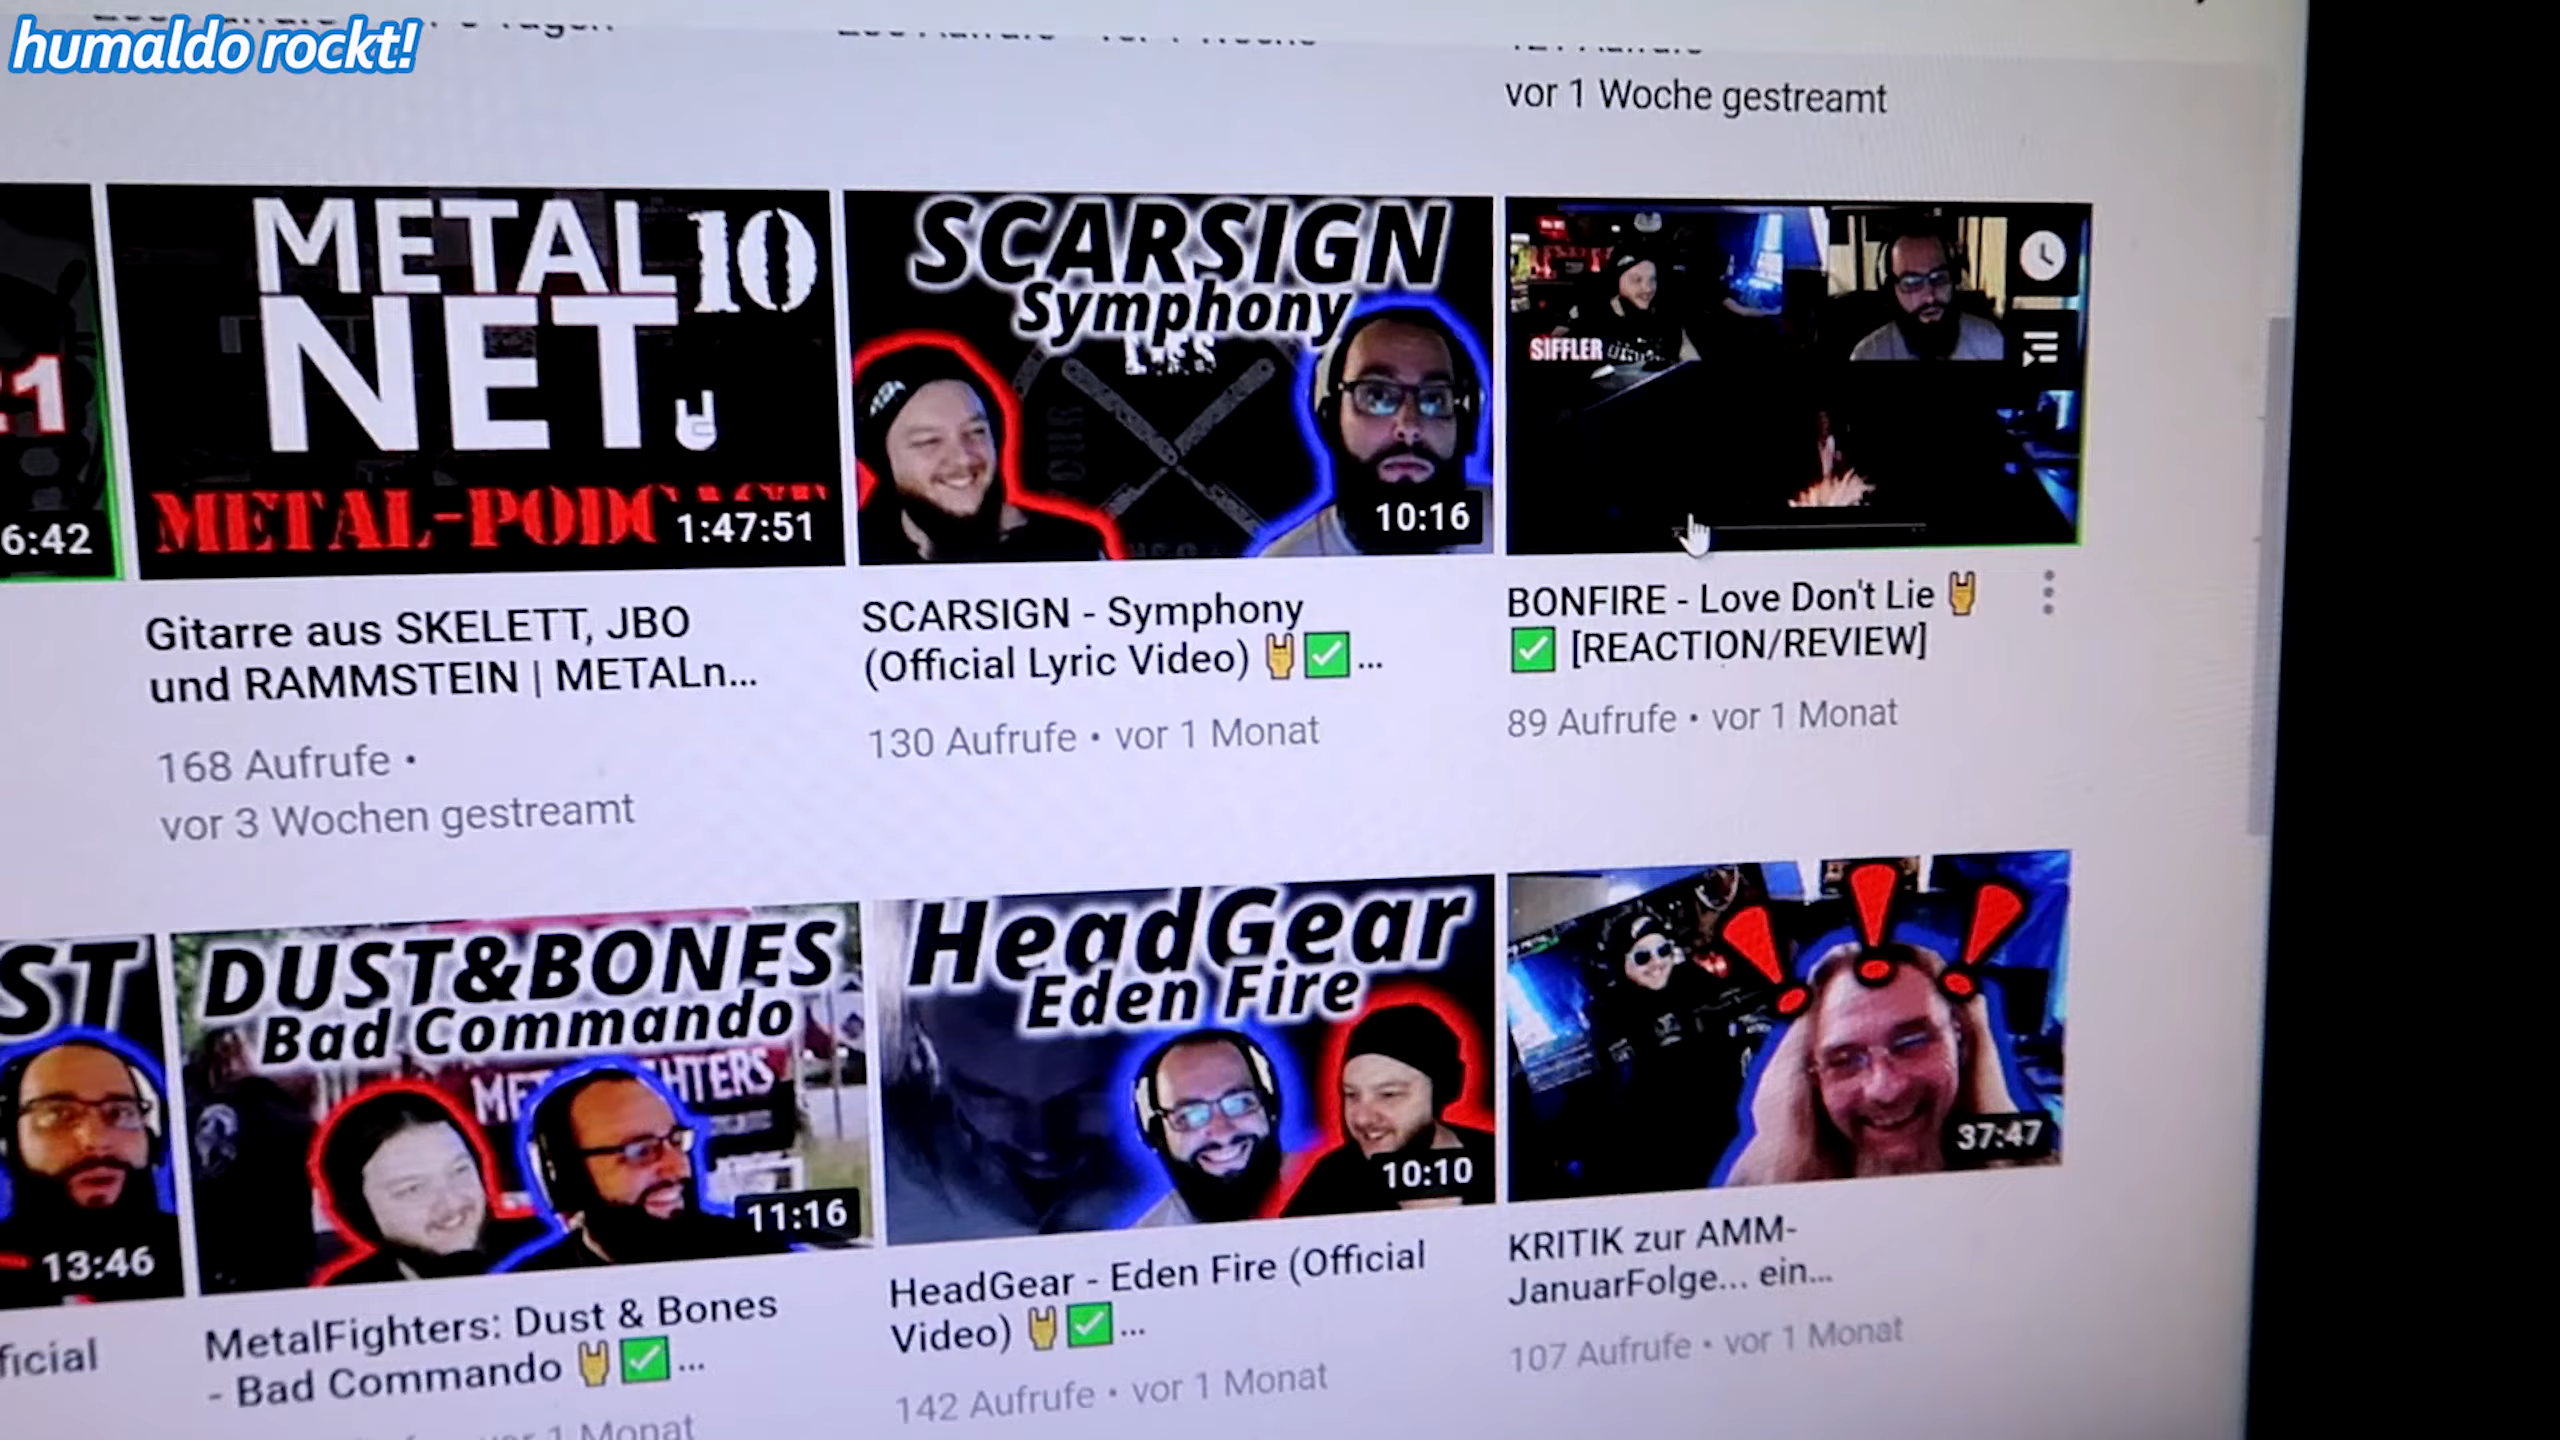 humaldo rockt!
vor 1 Woche gestreamt
METAL 10
NET.
METAL-PODCAST
1:47:51
6:42
SCARSIGN
Symphony
10:16
SIFFLER
Gitarre aus SKELETT, JBO
und RAMMSTEIN | METALn...
168 Aufrufe •
vor 3 Wochen gestreamt
SCARSIGN - Symphony
(Official Lyric Video) 🤘✅...
130 Aufrufe • vor 1 Monat
BONFIRE - Love Don't Lie 🤘
✅ [REACTION/REVIEW]
89 Aufrufe • vor 1 Monat
ST
13:46
DUST&BONES
Bad Commando
11:16
HeadGear
Eden Fire
10:10
!!!
37:47
ficial
MetalFighters: Dust & Bones
- Bad Commando 🤘✅...
1 Monat
HeadGear - Eden Fire (Official
Video) 🤘✅...
142 Aufrufe • vor 1 Monat
KRITIK zur AMM-
JanuarFolge... ein...
107 Aufrufe • vor 1 Monat